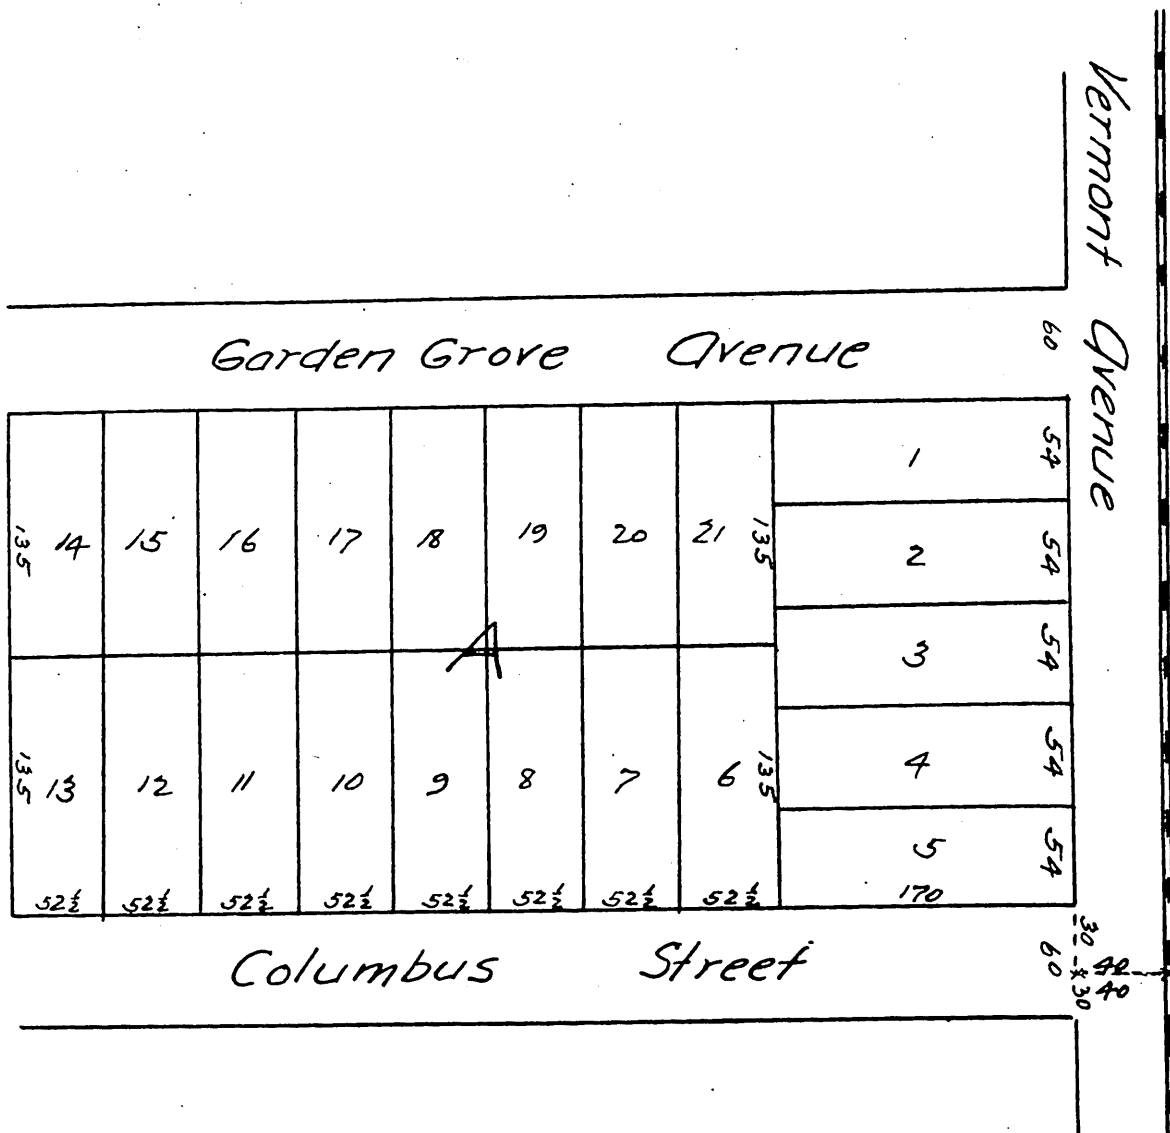 Vermont Avenue
Garden Grove Avenue
60
1 54
2 54
3 54
4 54
5 54
170
135 14 15 16 17 18 19 20 21 135
A
135 13 12 11 10 9 8 7 6 135
52½ 52½ 52½ 52½ 52½ 52½ 52½ 52½
Columbus Street
60
30
30
40
40